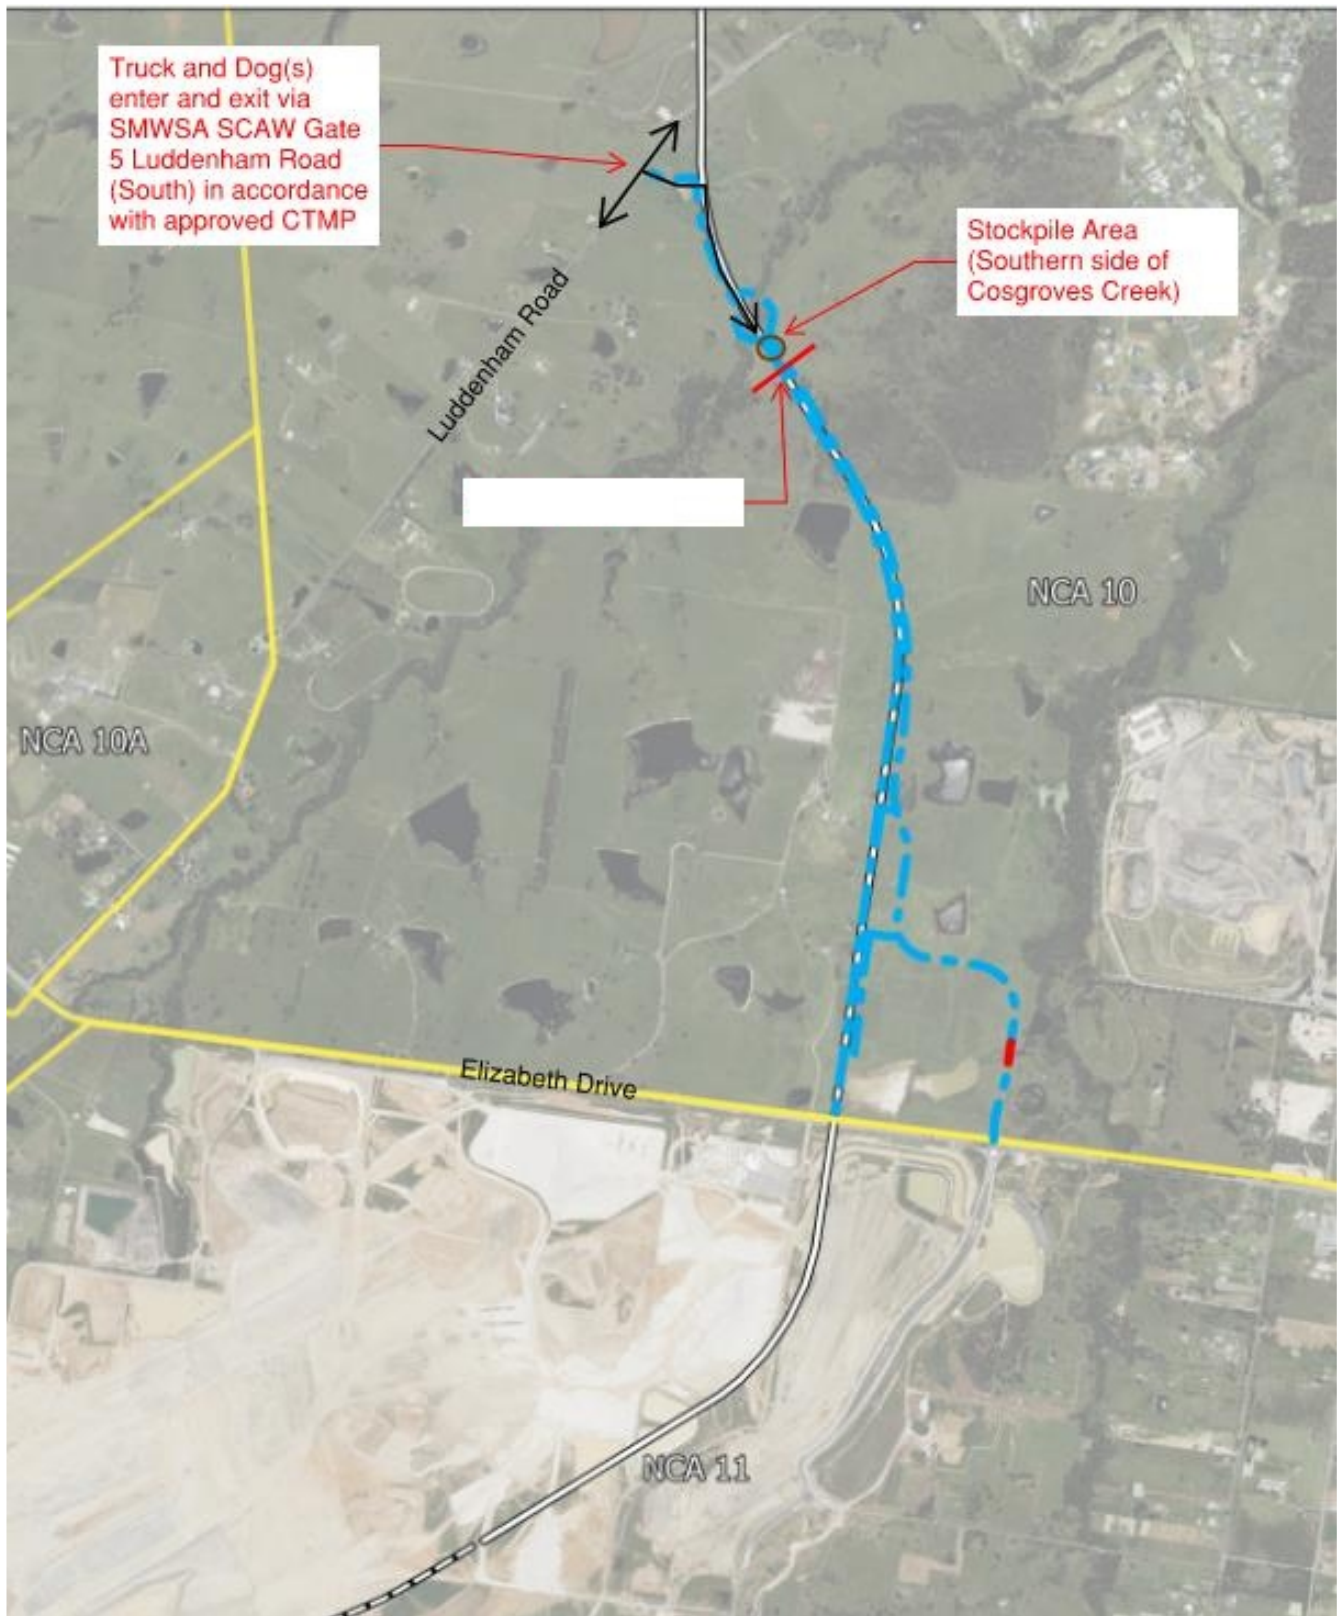 Truck and Dog(s)
enter and exit via
SMWSA SCAW Gate
5 Luddenham Road
(South) in accordance
with approved CTMP
Stockpile Area
(Southern side of
Cosgroves Creek)
Luddenham Road
NCA 10
NCA 10A
Elizabeth Drive
NCA 11